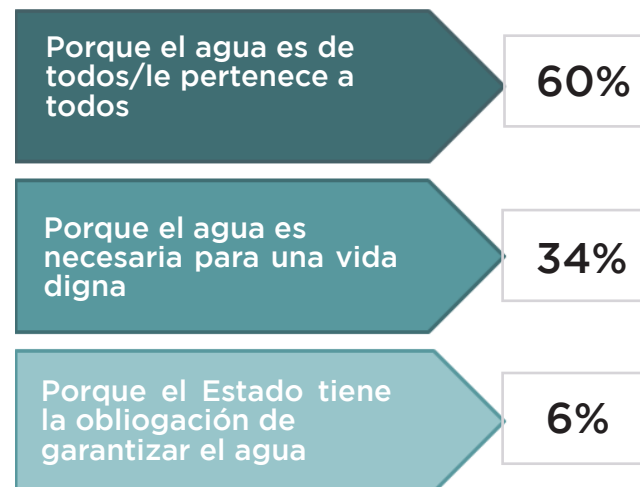 Porque el agua es de
todos/le pertenece a
todos
60%
Porque el agua es
necesaria para una vida
digna
34%
Porque el Estado tiene
la obliogación de
garantizar el agua
6%